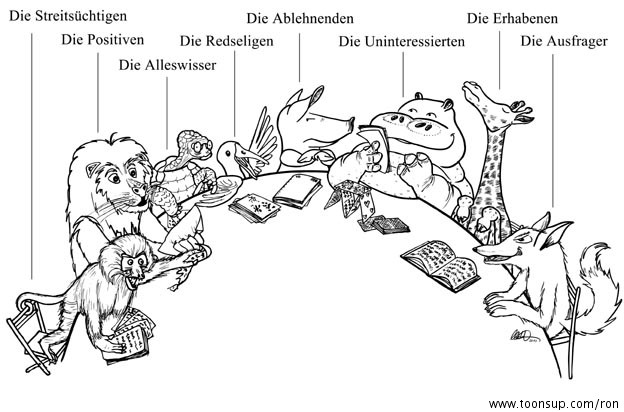 Die Streitsüchtigen
Die Positiven
Die Alleswisser
Die Redseligen
Die Ablehnenden
Die Uninteressierten
Die Erhabenen
Die Ausfrager
www.toonsup.com/ron